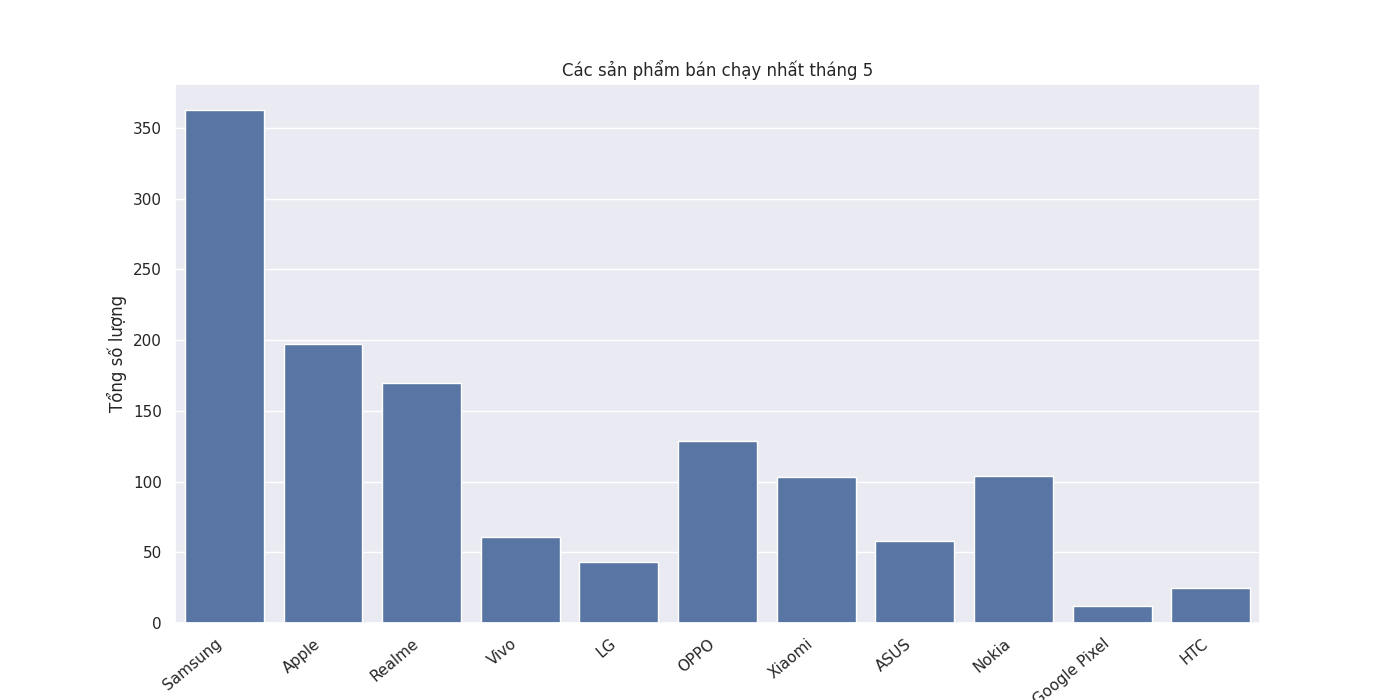 Các sản phẩm bán chạy nhất tháng 5
Tổng số lượng
350
300
250
200
150
100
50
0
Samsung
Apple
Realme
Vivo
LG
OPPO
Xiaomi
ASUS
Nokia
Google Pixel
HTC